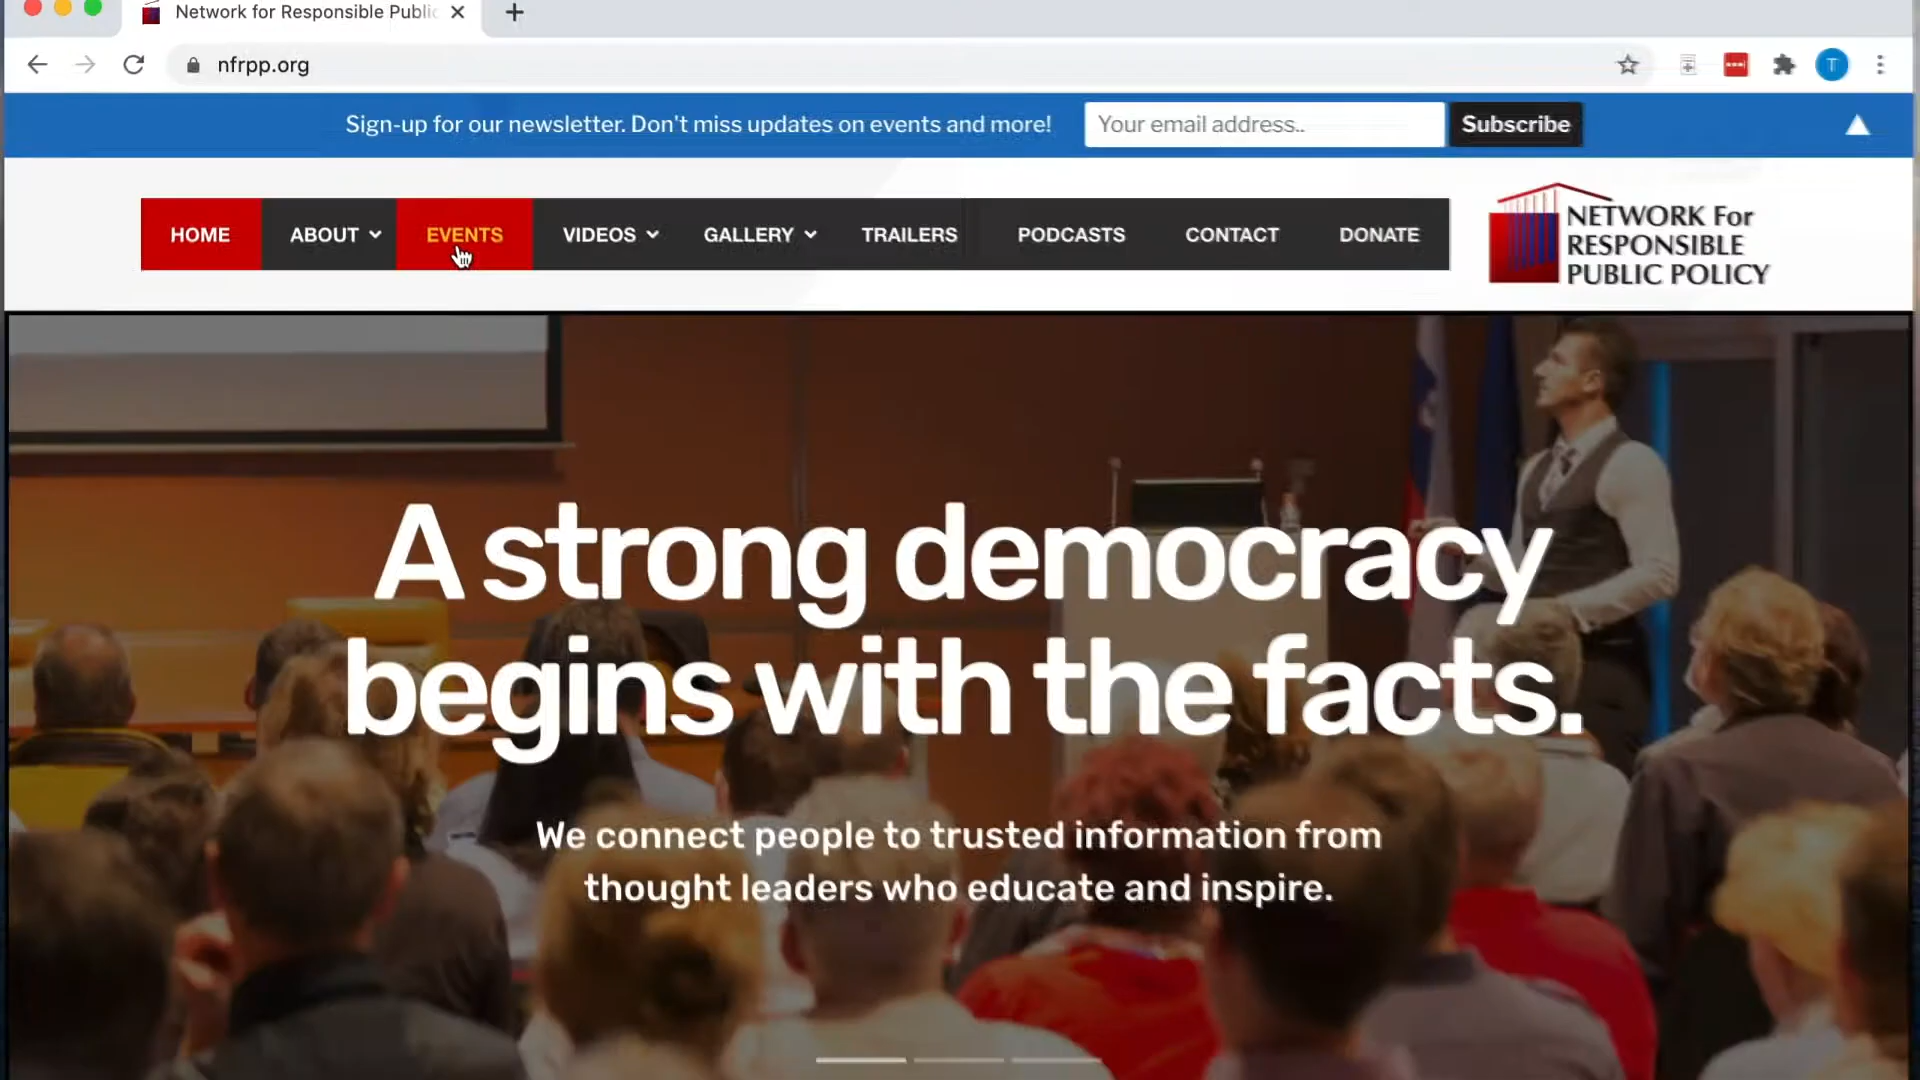 Network for Responsible Public
nfrpp.org
T
Sign-up for our newsletter. Don't miss updates on events and more!
Your email address..
Subscribe
HOME
ABOUT
EVENTS
VIDEOS
GALLERY
TRAILERS
PODCASTS
CONTACT
DONATE
NETWORK For
RESPONSIBLE
PUBLIC POLICY
A strong democracy
begins with the facts.
We connect people to trusted information from
thought leaders who educate and inspire.